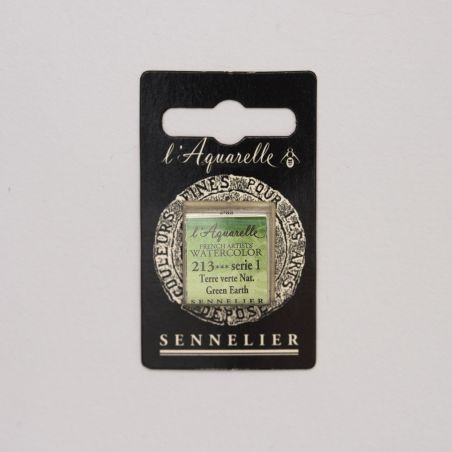 l'Aquarelle
COULEURS FINES POUR LES ARTS
DÉPOSÉ
l'Aquarelle
FRENCH ARTISTS'
WATERCOLOR
213*** serie 1
Terre verte Nat.
Green Earth
SENNELIER
SENNELIER